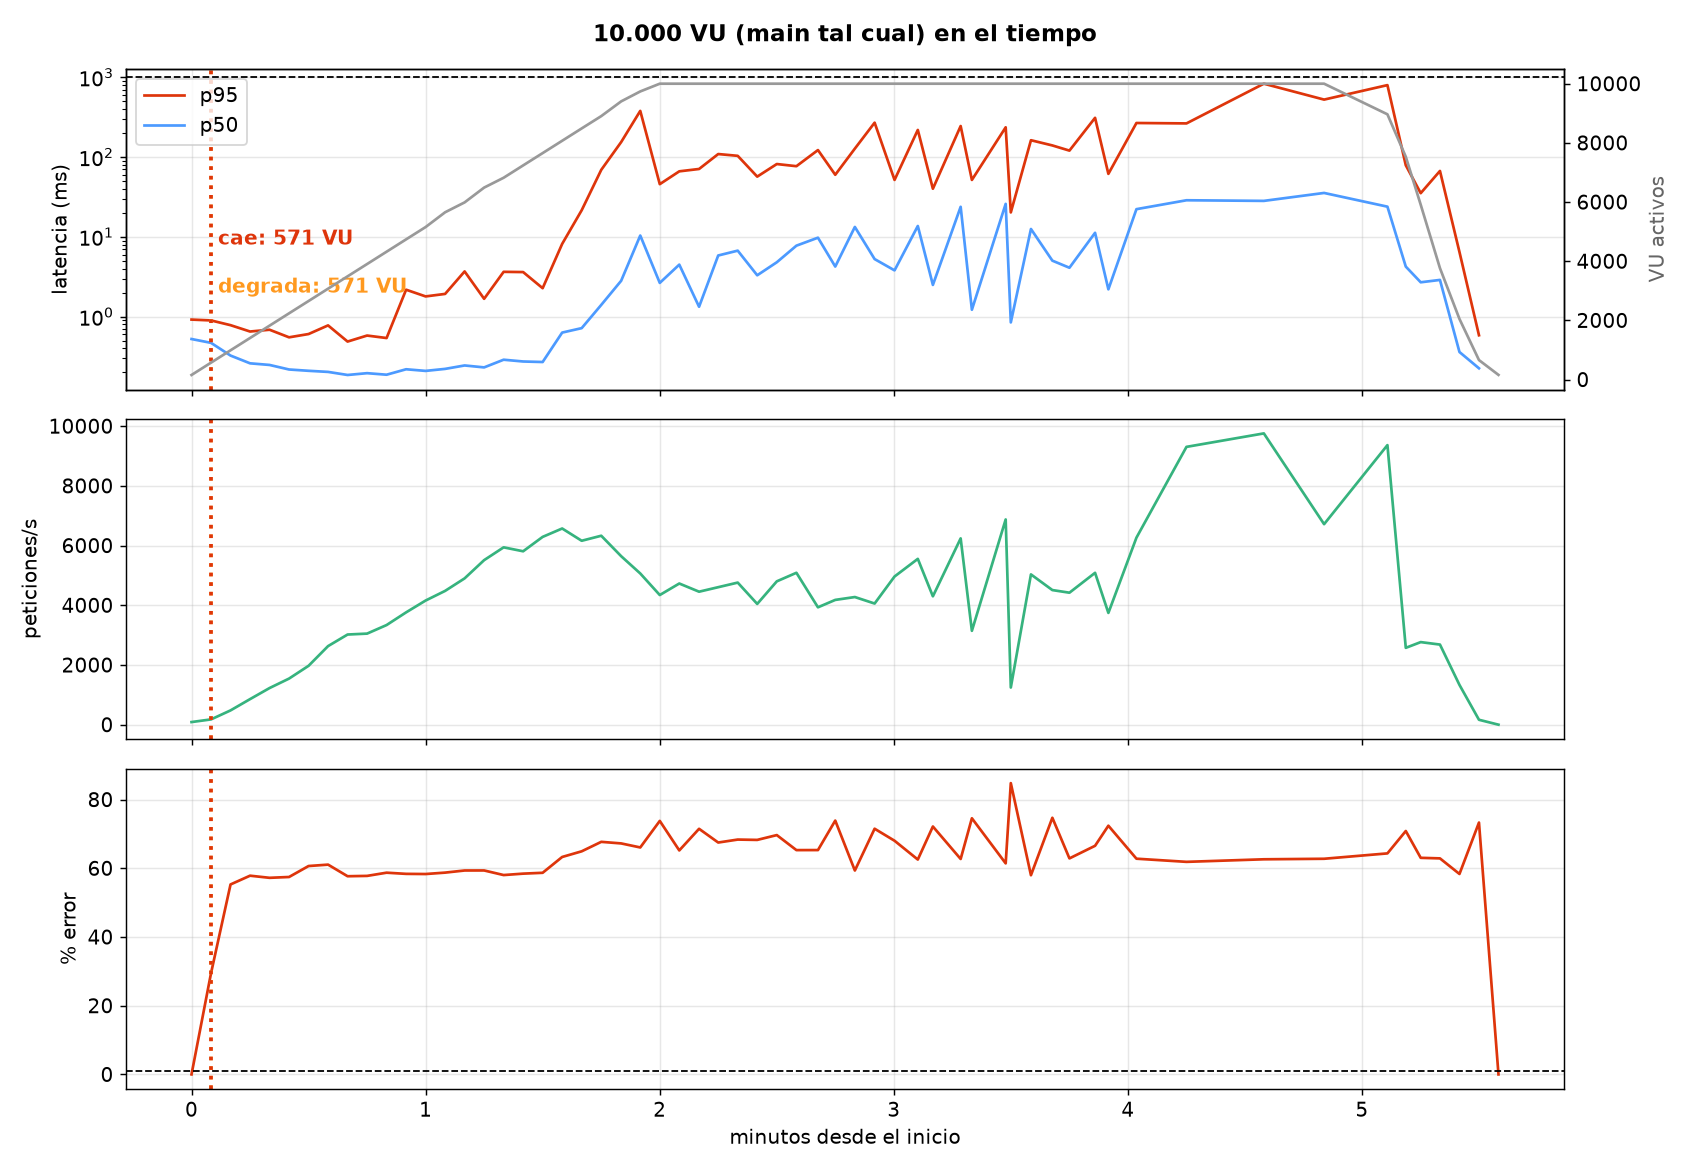 10.000 VU (main tal cual) en el tiempo
p95
p50
cae: 571 VU
degrada: 571 VU
latencia (ms)
10³
10²
10¹
10⁰
VU activos
10000
8000
6000
4000
2000
0
peticiones/s
10000
8000
6000
4000
2000
0
% error
80
60
40
20
0
0 1 2 3 4 5
minutos desde el inicio